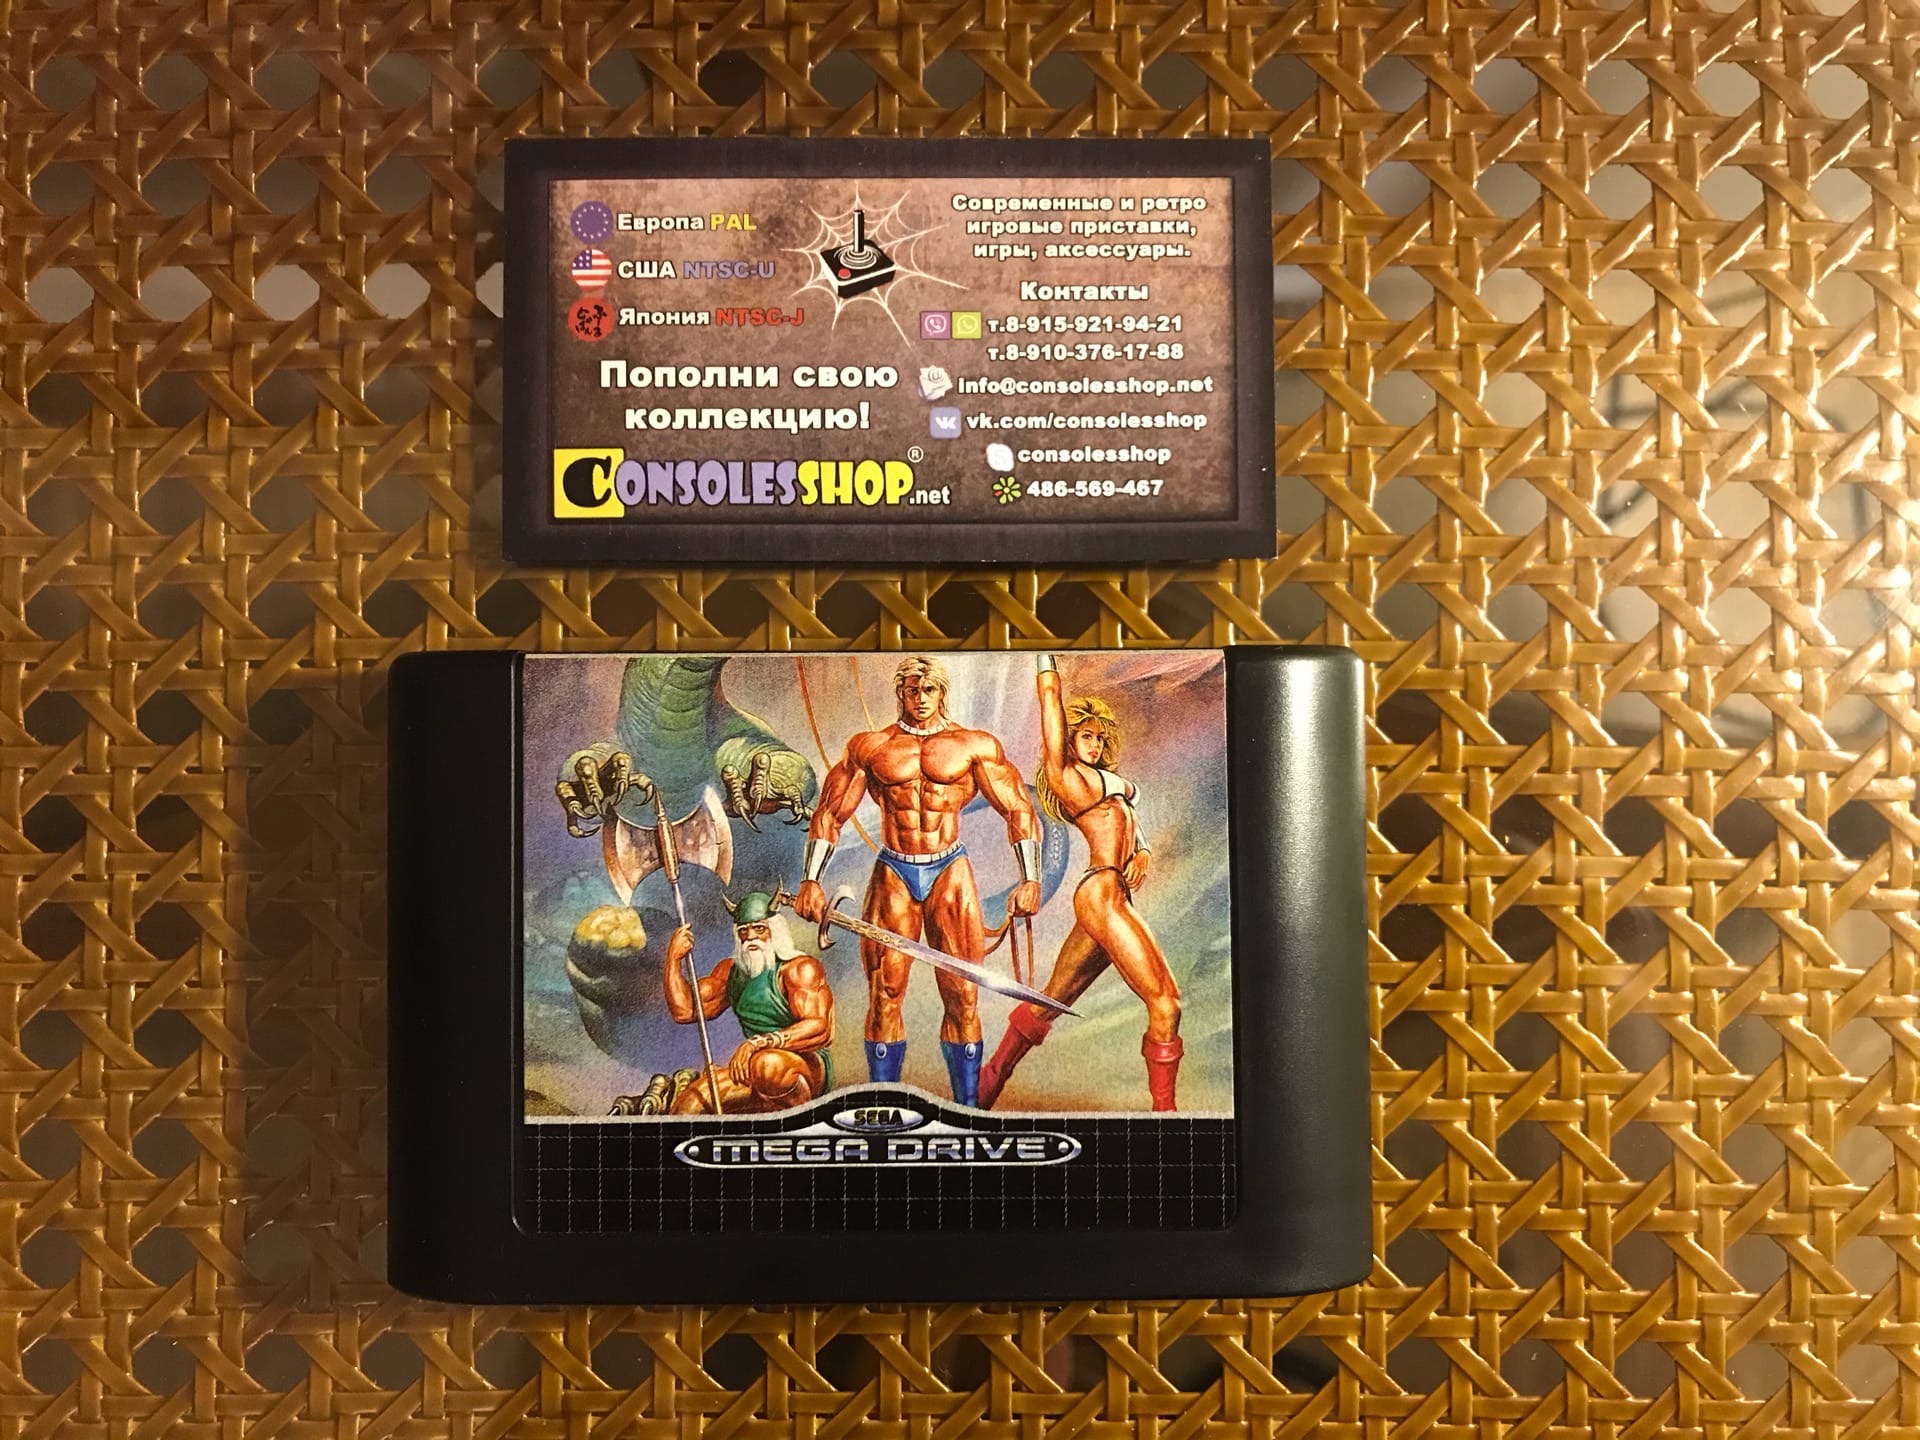 Европа PAL
США NTSC-U
Япония NTSC-J
Пополни свою
коллекцию!
CONSOLESSHOP.net®
Современные и ретро
игровые приставки,
игры, аксессуары.
Контакты
т.8-915-921-94-21
т.8-910-376-17-88
info@consolesshop.net
vk.com/consolesshop
consolesshop
486-569-467
SEGA
MEGA DRIVE